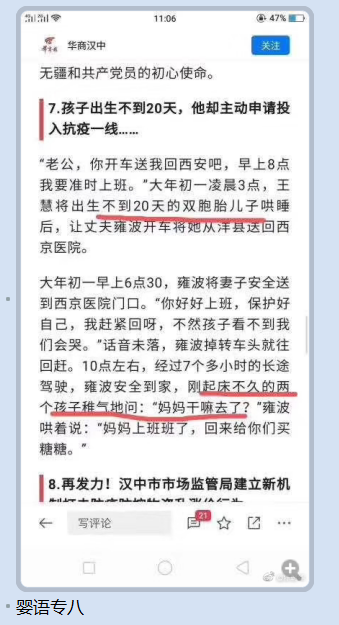 11:06
47%
华商汉中
关注
无疆和共产党员的初心使命。
7.孩子出生不到20天，他却主动申请投
入抗疫一线……
“老公，你开车送我回西安吧，早上8点
我要准时上班。”大年初一凌晨3点，王
慧将出生不到20天的双胞胎儿子哄睡
后，让丈夫雍波开车将她从洋县送回西
京医院。
大年初一早上6点30，雍波将妻子安全送
到西京医院门口。“你好好上班，保护好
自己，我赶紧回呀，不然孩子看不到我
们会哭。”话音未落，雍波掉转车头就往
回赶。10点左右，经过7个多小时的长途
驾驶，雍波安全到家，刚起床不久的两
个孩子稚气地问：“妈妈干嘛去了？”雍波
哄着说：“妈妈上班班了，回来给你们买
糖糖。”
8.再发力！汉中市市场监管局建立新机
写评论
21
婴语专八